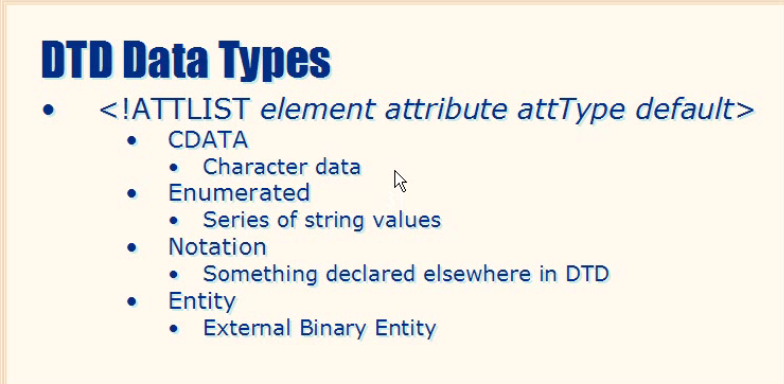 DTD Data Types
• <!ATTLIST element attribute attType default>
• CDATA
• Character data
• Enumerated
• Series of string values
• Notation
• Something declared elsewhere in DTD
• Entity
• External Binary Entity